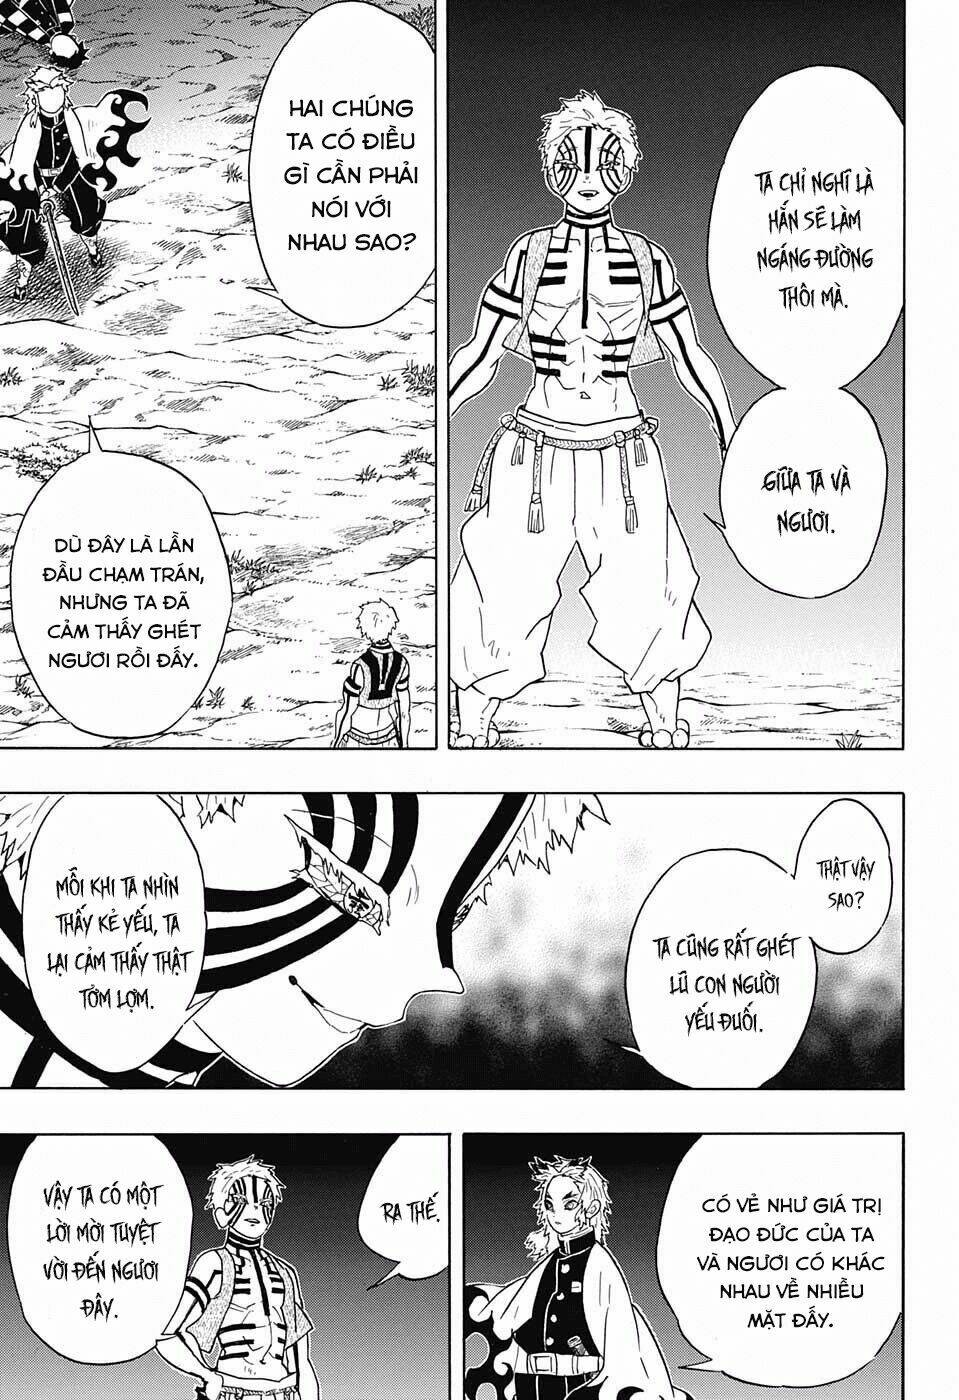 TA CHỈ NGHĨ LÀ
HẮN SẼ LÀM
NGÁNG ĐƯỜNG
THÔI MÀ.
GIỮA TA VÀ
NGƯƠI.
HAI CHÚNG
TA CÓ ĐIỀU
GÌ CẦN PHẢI
NÓI VỚI
NHAU SAO?
DÙ ĐÂY LÀ LẦN
ĐẦU CHẠM TRÁN,
NHƯNG TA ĐÃ
CẢM THẤY GHÉT
NGƯƠI RỒI ĐẤY.
THẬT VẬY
SAO?
TA CŨNG RẤT GHÉT
LŨ CON NGƯỜI
YẾU ĐUỐI.
MỖI KHI TA NHÌN
THẤY KẺ YẾU, TA
LẠI CẢM THẤY THẬT
TỞM LỢM.
CÓ VẺ NHƯ GIÁ TRỊ
ĐẠO ĐỨC CỦA TA
VÀ NGƯƠI CÓ KHÁC
NHAU VỀ NHIỀU
MẶT ĐẤY.
RA THẾ.
VẬY TA CÓ MỘT
LỜI MỜI TUYỆT
VỜI ĐẾN NGƯƠI
ĐÂY.